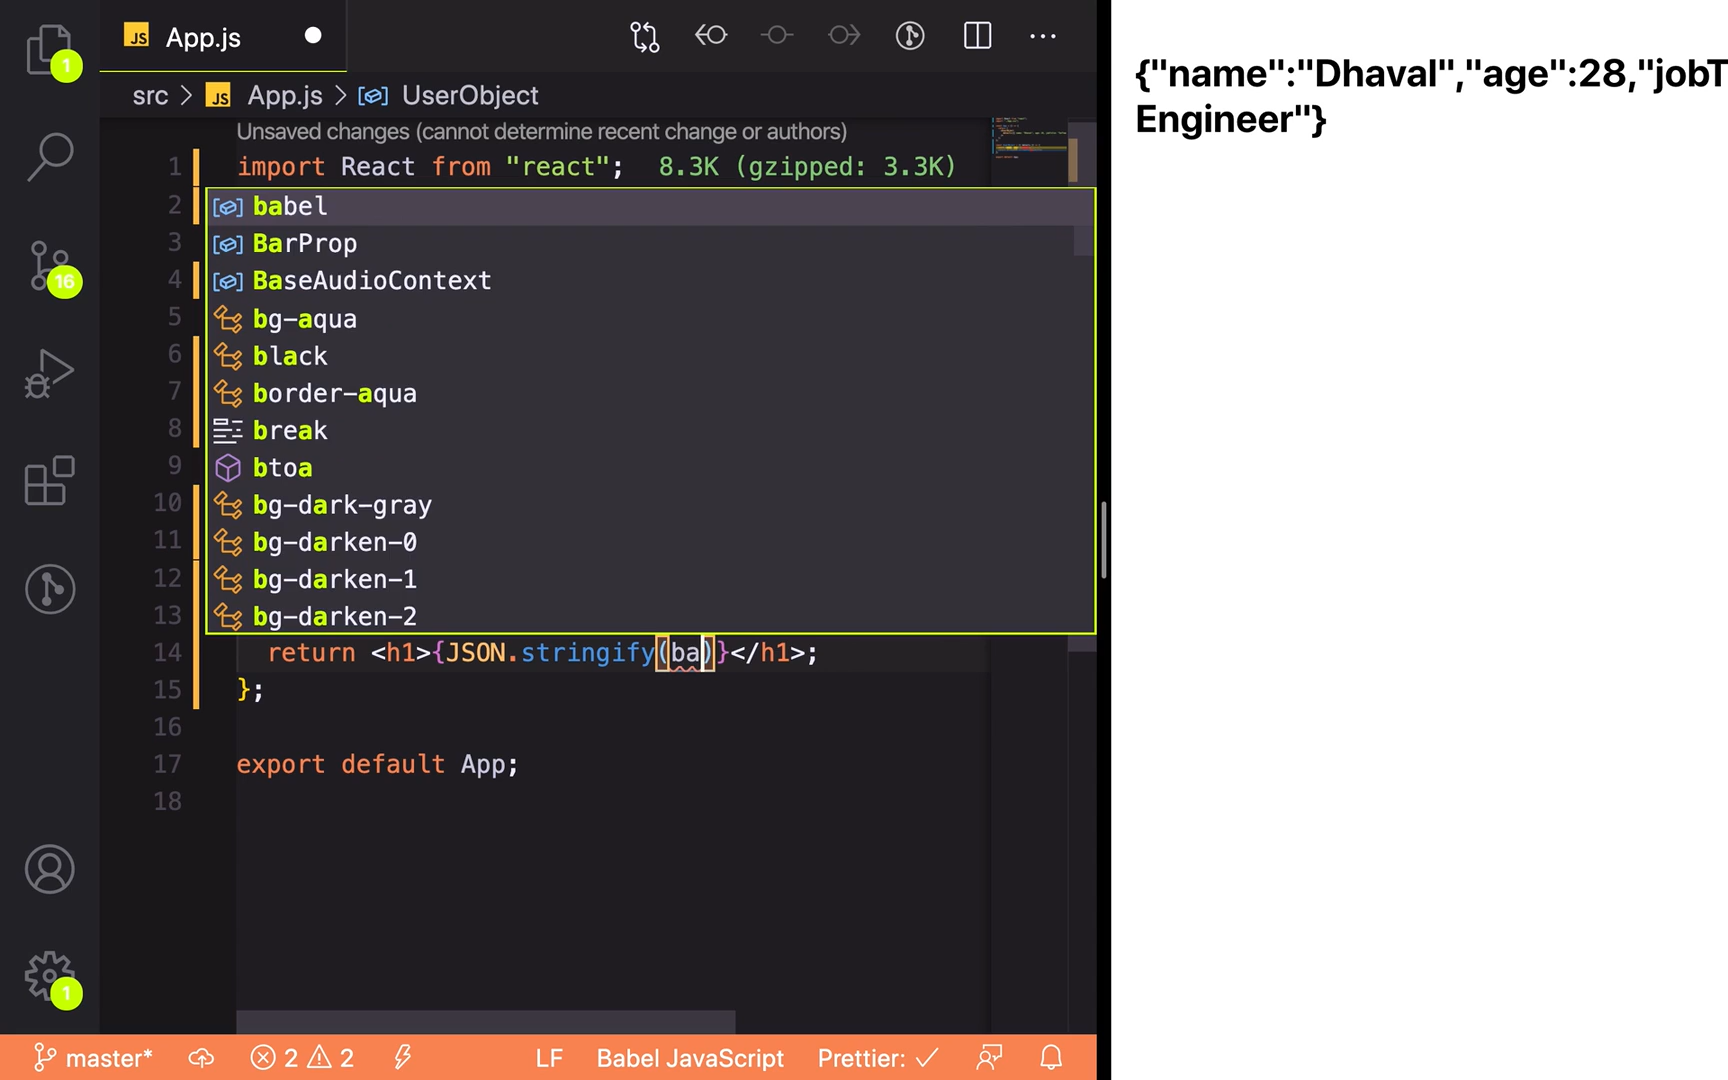 1
16
1
JS App.js
src > JS App.js > UserObject
Unsaved changes (cannot determine recent change or authors)
1 import React from "react"; 8.3K (gzipped: 3.3K)
2 babel
3 BarProp
4 BaseAudioContext
5 bg-aqua
6 black
7 border-aqua
8 break
9 btoa
10 bg-dark-gray
11 bg-darken-0
12 bg-darken-1
13 bg-darken-2
14 return <h1>{JSON.stringify(ba)}</h1>;
15 };
16
17 export default App;
18
master* 2 2 LF Babel JavaScript Prettier: ✓
{"name":"Dhaval","age":28,"jobT
Engineer"}